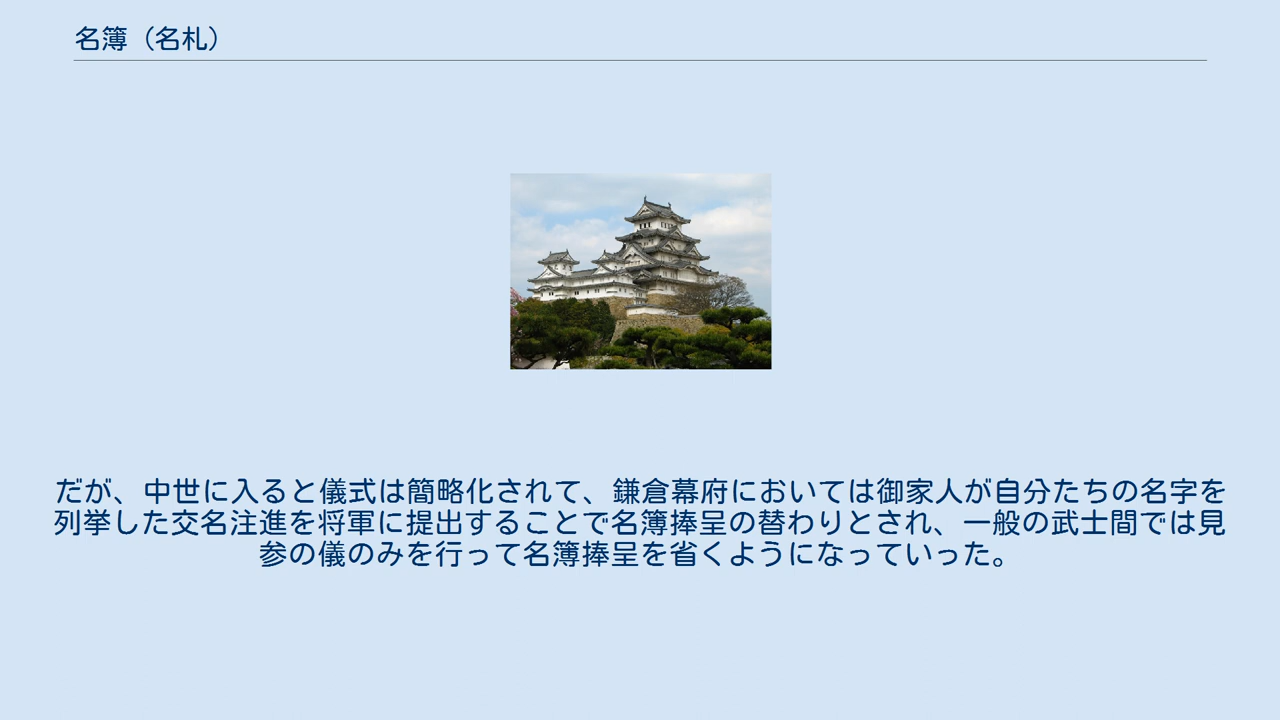 名簿（名札）
だが、中世に入ると儀式は簡略化されて、鎌倉幕府においては御家人が自分たちの名字を
列挙した交名注進を将軍に提出することで名簿捧呈の替わりとされ、一般の武士間では見
参の儀のみを行って名簿捧呈を省くようになっていった。